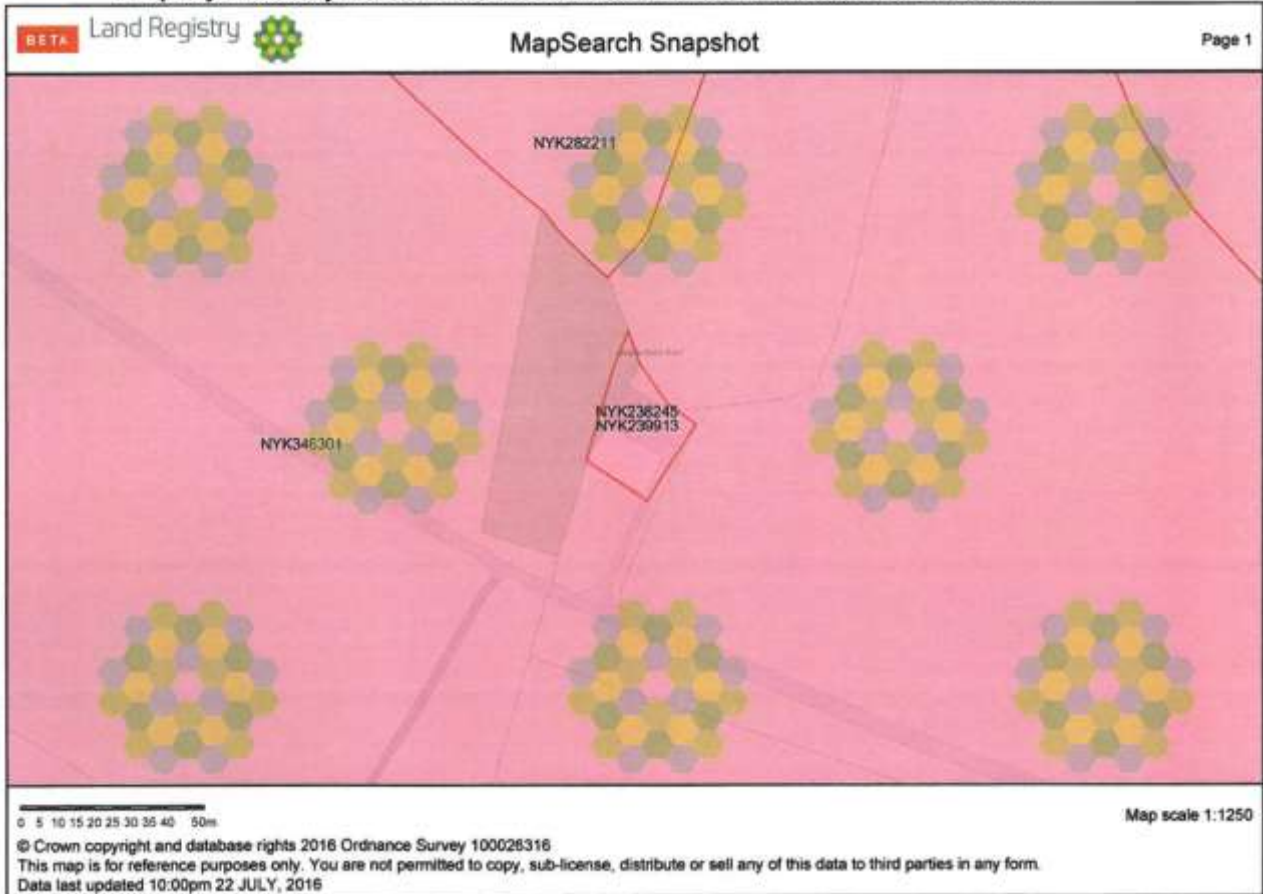 BETA Land Registry
MapSearch Snapshot
Page 1
NYK282211
NYK238245
NYK239913
NYK346301
0 5 10 15 20 25 30 35 40 50m
Map scale 1:1250
© Crown copyright and database rights 2016 Ordnance Survey 100026316
This map is for reference purposes only. You are not permitted to copy, sub-license, distribute or sell any of this data to third parties in any form.
Data last updated 10:00pm 22 JULY, 2016